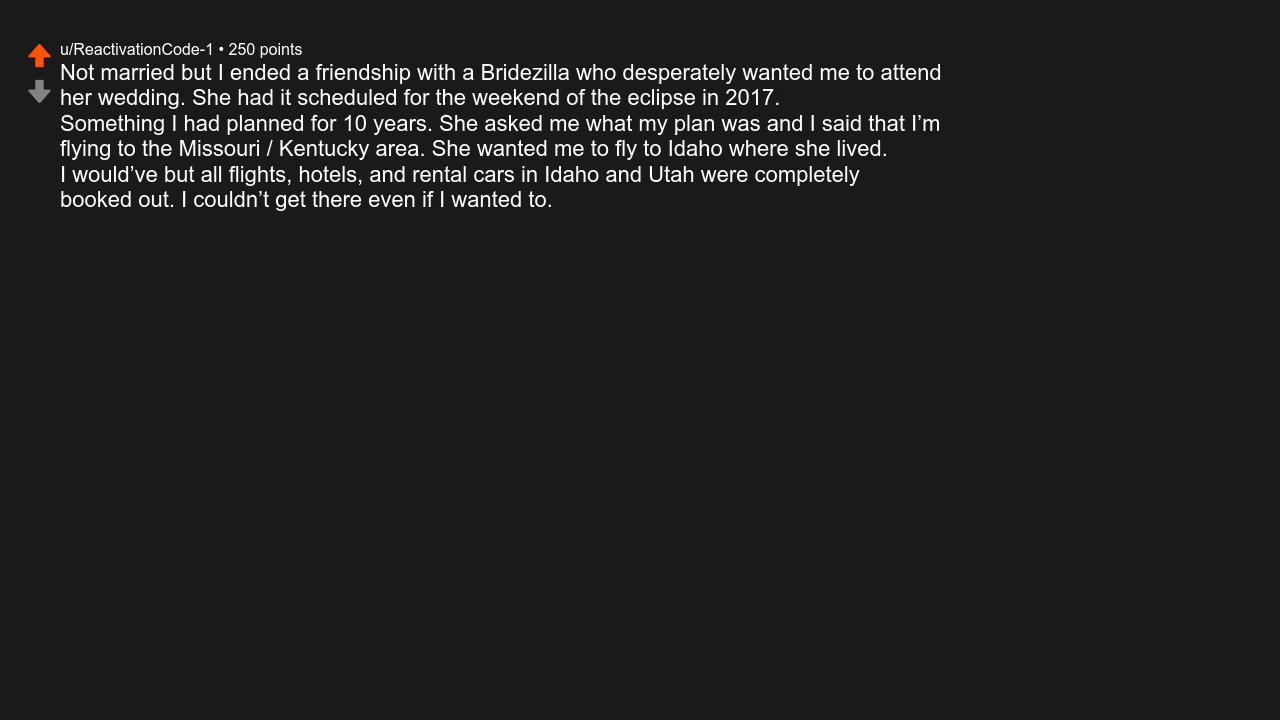 u/ReactivationCode-1 • 250 points
Not married but I ended a friendship with a Bridezilla who desperately wanted me to attend
her wedding. She had it scheduled for the weekend of the eclipse in 2017.
Something I had planned for 10 years. She asked me what my plan was and I said that I’m
flying to the Missouri / Kentucky area. She wanted me to fly to Idaho where she lived.
I would’ve but all flights, hotels, and rental cars in Idaho and Utah were completely
booked out. I couldn’t get there even if I wanted to.